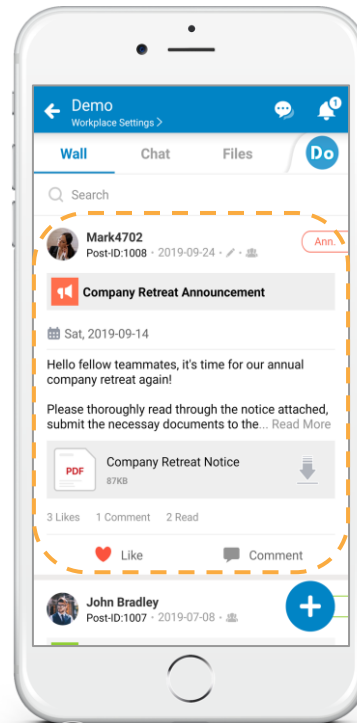 Demo
Workplace Settings >
1
Wall Chat Files Do
Search
Mark4702
Post-ID:1008 · 2019-09-24 ·
Ann.
Company Retreat Announcement
Sat, 2019-09-14
Hello fellow teammates, it's time for our annual
company retreat again!
Please thoroughly read through the notice attached,
submit the necessay documents to the... Read More
PDF
Company Retreat Notice
87KB
3 Likes 1 Comment 2 Read
Like Comment
John Bradley
Post-ID:1007 · 2019-07-08 ·